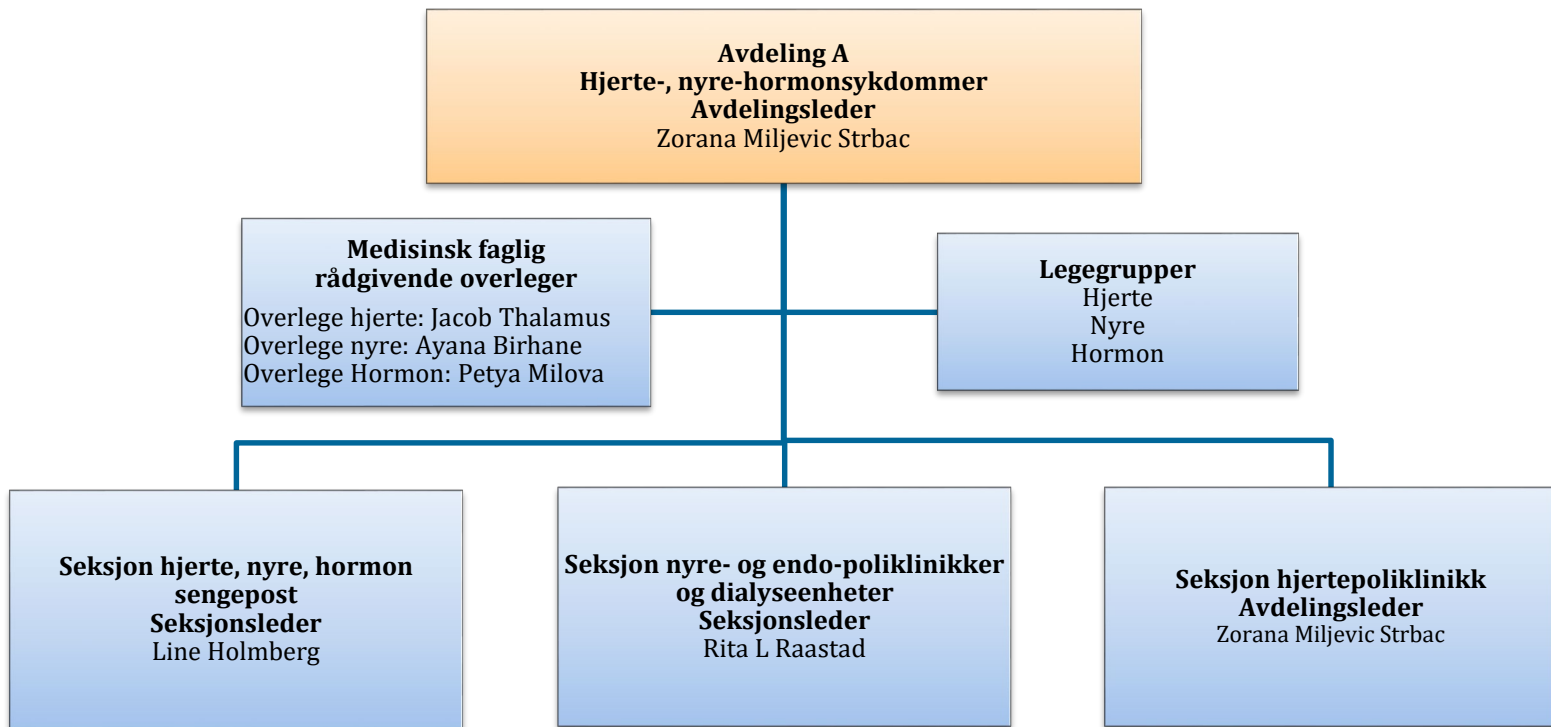 Avdeling A
Hjerte-, nyre-hormonsykdommer
Avdelingsleder
Zorana Miljevic Strbac
Medisinsk faglig
rådgivende overleger
Overlege hjerte: Jacob Thalamus
Overlege nyre: Ayana Birhane
Overlege Hormon: Petya Milova
Legegrupper
Hjerte
Nyre
Hormon
Seksjon hjerte, nyre, hormon
sengepost
Seksjonsleder
Line Holmberg
Seksjon nyre- og endo-poliklinikker
og dialyseenheter
Seksjonsleder
Rita L Raastad
Seksjon hjertepoliklinikk
Avdelingsleder
Zorana Miljevic Strbac